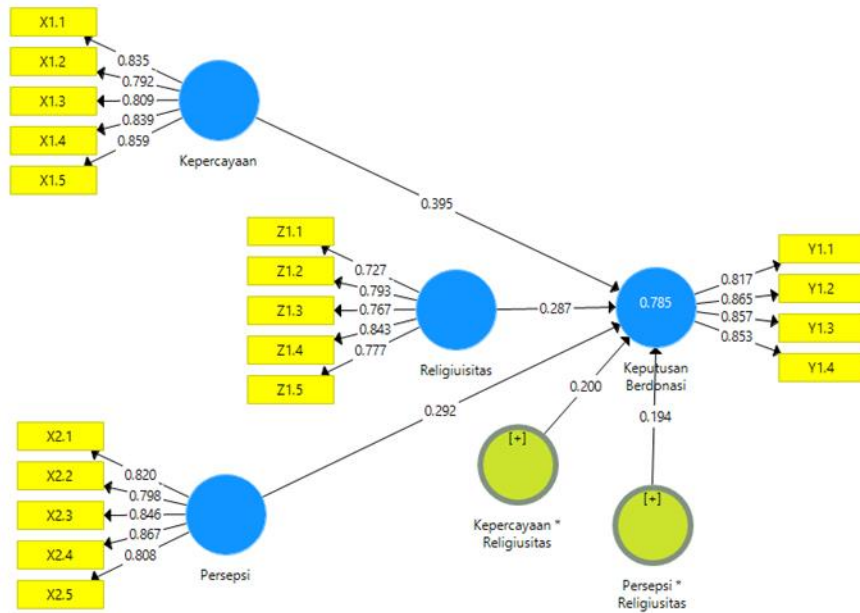 X1.1
X1.2
X1.3
X1.4
X1.5
0.835
0.792
0.809
0.839
0.859
Kepercayaan
0.395
Z1.1
Z1.2
Z1.3
Z1.4
Z1.5
0.727
0.793
0.767
0.843
0.777
Religiuisitas
0.287
0.785
Keputusan
Berdonasi
0.817
0.865
0.857
0.853
Y1.1
Y1.2
Y1.3
Y1.4
X2.1
X2.2
X2.3
X2.4
X2.5
0.820
0.798
0.846
0.867
0.808
Persepsi
0.292
0.200
[+]
Kepercayaan *
Religiusitas
0.194
[+]
Persepsi *
Religiusitas